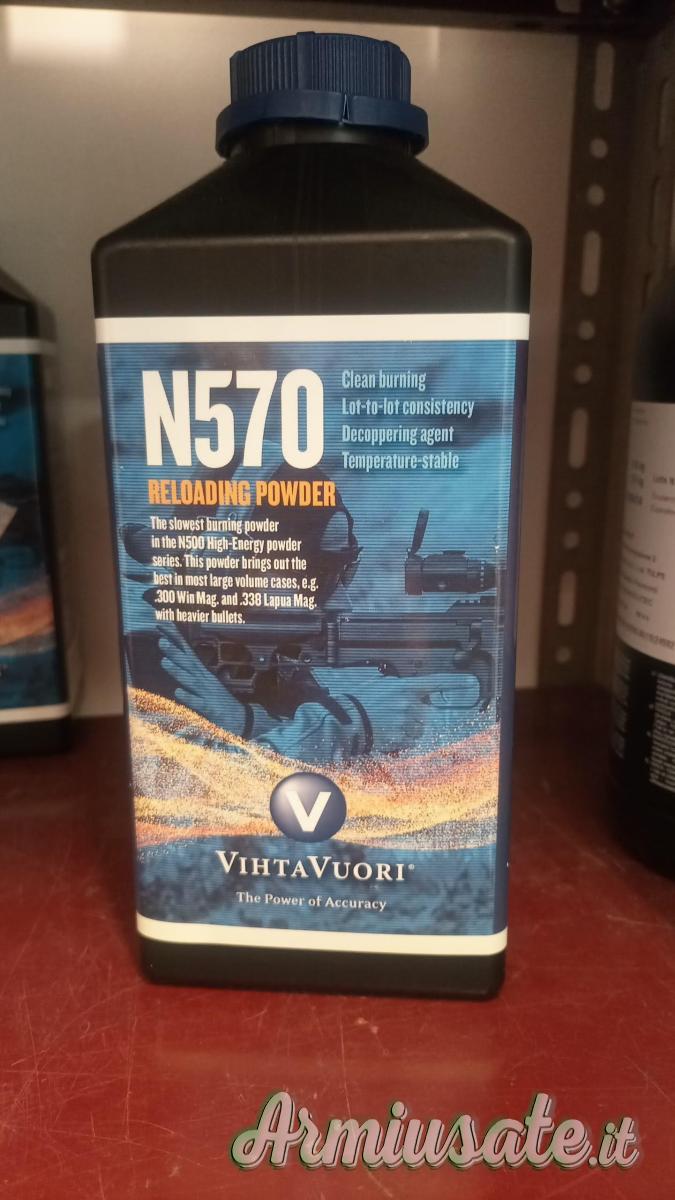 N570
Clean burning
Lot-to-lot consistency
Decoppering agent
Temperature-stable
RELOADING POWDER
The slowest burning powder
in the N500 High-Energy powder
series. This powder brings out the
best in most large volume cases, e.g.
.300 Win Mag. and .338 Lapua Mag.
with heavier bullets.
V
VIHTAVUORI®
The Power of Accuracy
Armiusate.it